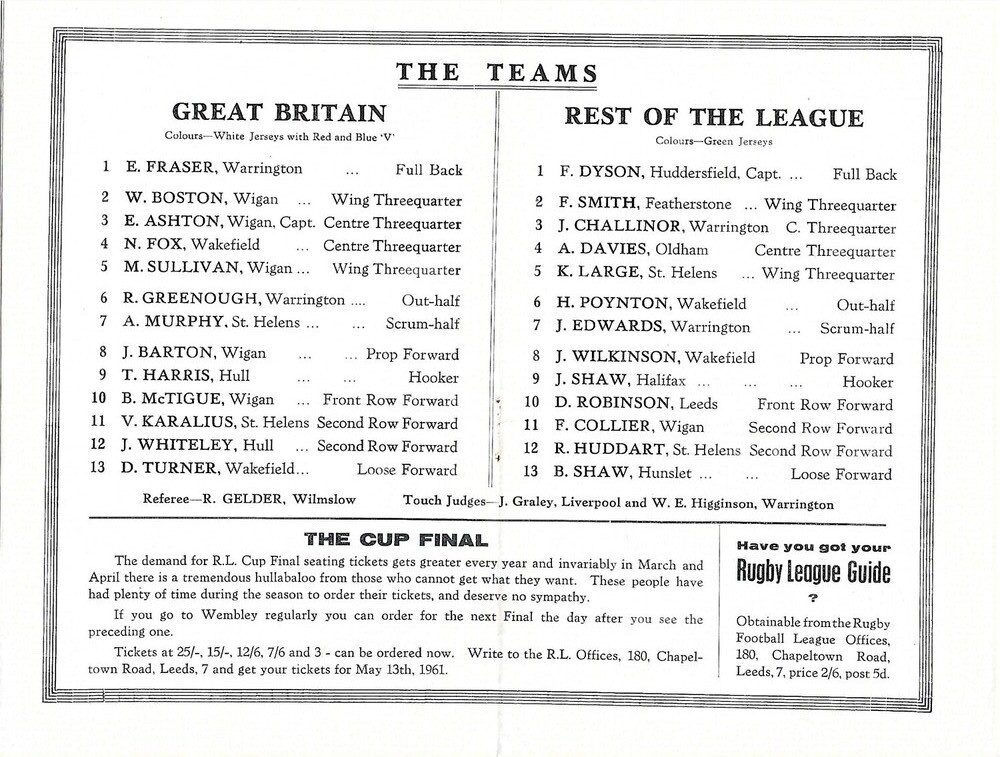 THE TEAMS
GREAT BRITAIN
Colours—White Jerseys with Red and Blue 'V'
1 E. FRASER, Warrington ... Full Back
2 W. BOSTON, Wigan ... Wing Threequarter
3 E. ASHTON, Wigan, Capt. Centre Threequarter
4 N. FOX, Wakefield ... Centre Threequarter
5 M. SULLIVAN, Wigan ... Wing Threequarter
6 R. GREENOUGH, Warrington .... Out-half
7 A. MURPHY, St. Helens ... ... Scrum-half
8 J. BARTON, Wigan ... ... Prop Forward
9 T. HARRIS, Hull ... ... Hooker
10 B. McTIGUE, Wigan ... Front Row Forward
11 V. KARALIUS, St. Helens Second Row Forward
12 J. WHITELEY, Hull ... Second Row Forward
13 D. TURNER, Wakefield... Loose Forward
REST OF THE LEAGUE
Colours—Green Jerseys
1 F. DYSON, Huddersfield, Capt. ... Full Back
2 F. SMITH, Featherstone ... Wing Threequarter
3 J. CHALLINOR, Warrington C. Threequarter
4 A. DAVIES, Oldham Centre Threequarter
5 K. LARGE, St. Helens ... Wing Threequarter
6 H. POYNTON, Wakefield ... Out-half
7 J. EDWARDS, Warrington ... Scrum-half
8 J. WILKINSON, Wakefield Prop Forward
9 J. SHAW, Halifax ... ... ... Hooker
10 D. ROBINSON, Leeds Front Row Forward
11 F. COLLIER, Wigan Second Row Forward
12 R. HUDDART, St. Helens Second Row Forward
13 B. SHAW, Hunslet ... ... Loose Forward
Referee—R. GELDER, Wilmslow Touch Judges—J. Graley, Liverpool and W. E. Higginson, Warrington
THE CUP FINAL
The demand for R.L. Cup Final seating tickets gets greater every year and invariably in March and
April there is a tremendous hullabaloo from those who cannot get what they want. These people have
had plenty of time during the season to order their tickets, and deserve no sympathy.
If you go to Wembley regularly you can order for the next Final the day after you see the
preceding one.
Tickets at 25/-, 15/-, 12/6, 7/6 and 3 - can be ordered now. Write to the R.L. Offices, 180, Chapel-
town Road, Leeds, 7 and get your tickets for May 13th, 1961.
Have you got your
Rugby League Guide
?
Obtainable from the Rugby
Football League Offices,
180, Chapeltown Road,
Leeds, 7, price 2/6, post 5d.